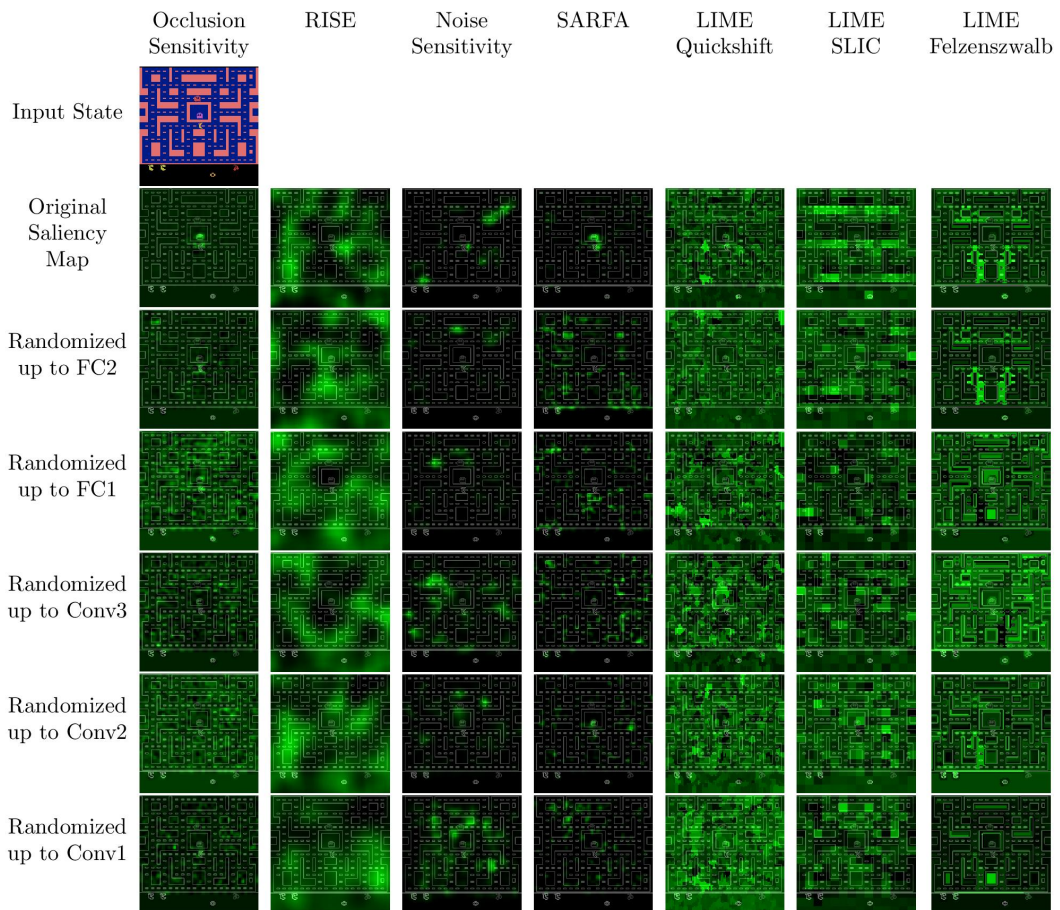 Occlusion
Sensitivity
RISE
Noise
Sensitivity
SARFA
LIME
Quickshift
LIME
SLIC
LIME
Felzenszwalb
Input State
Original
Saliency
Map
Randomized
up to FC2
Randomized
up to FC1
Randomized
up to Conv3
Randomized
up to Conv2
Randomized
up to Conv1